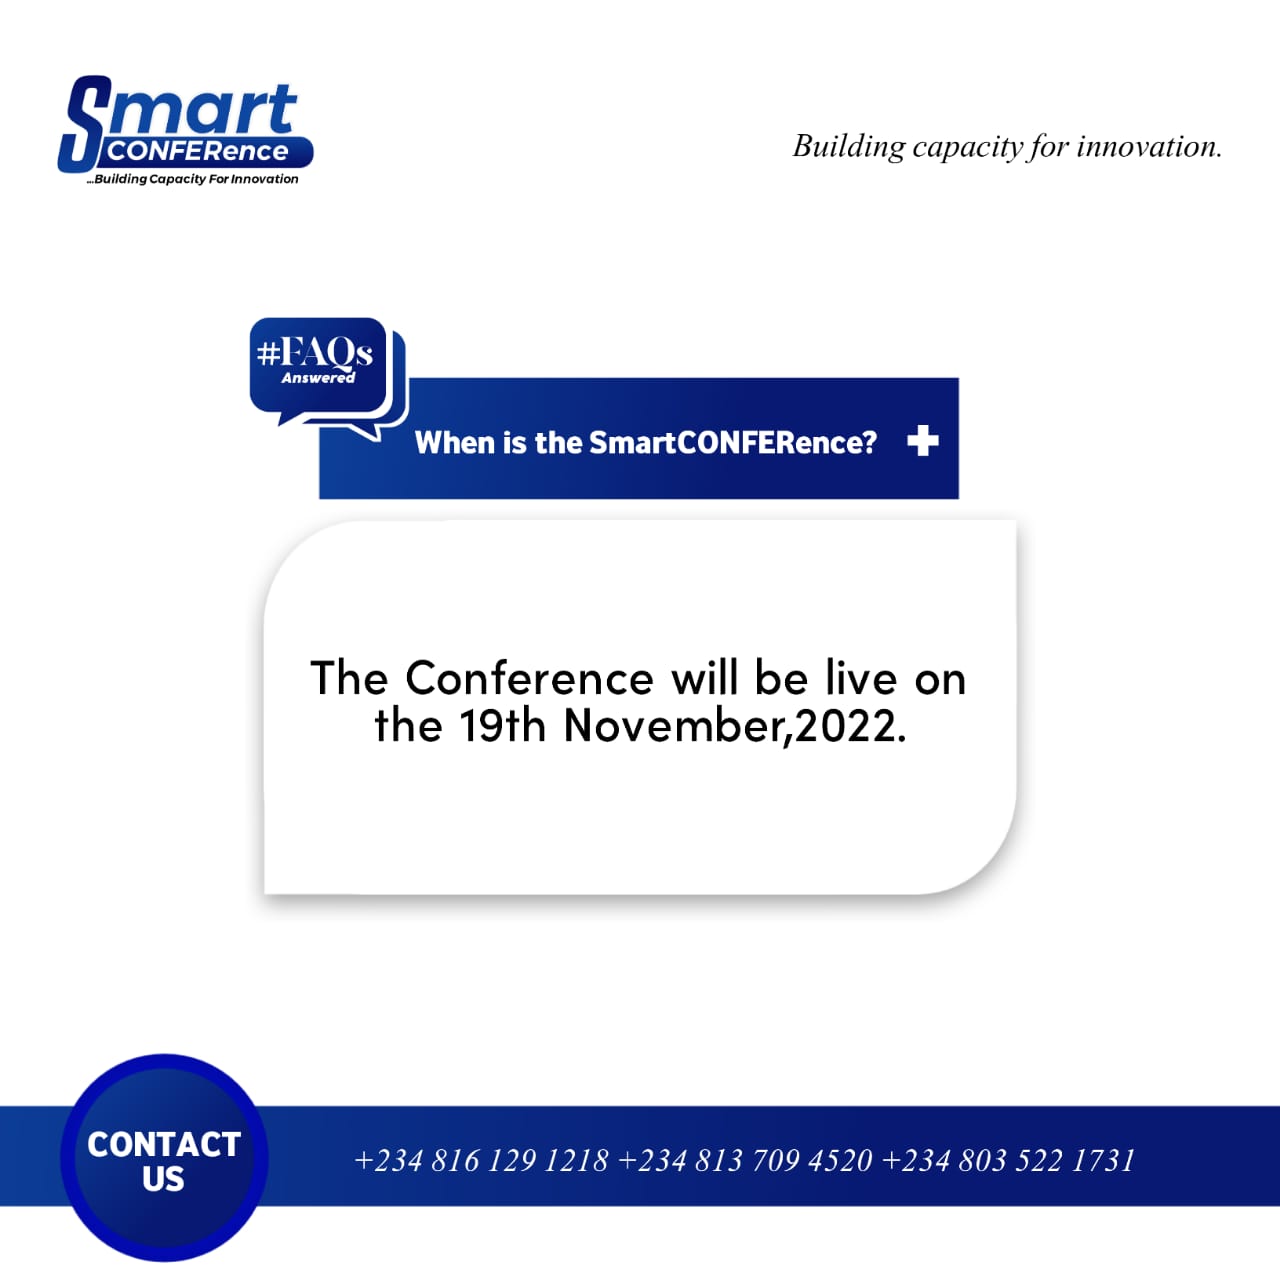 Smart
CONFERence
...Building Capacity For Innovation
Building capacity for innovation.
#FAQs
Answered
When is the SmartCONFERence?
The Conference will be live on
the 19th November,2022.
CONTACT
US
+234 816 129 1218 +234 813 709 4520 +234 803 522 1731